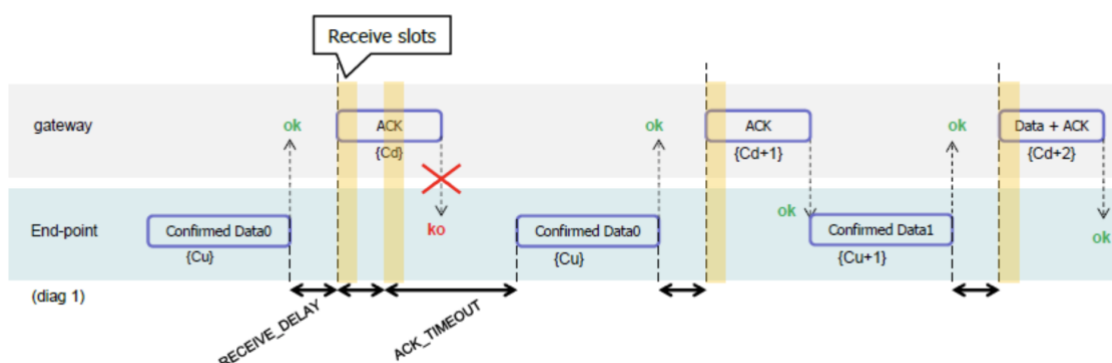 Receive slots
gateway
ok
ACK
{Cd}
ok
ACK
{Cd+1}
ok
Data + ACK
{Cd+2}
End-point
Confirmed Data0
{Cu}
ko
Confirmed Data0
{Cu}
ok
Confirmed Data1
{Cu+1}
ok
(diag 1)
RECEIVE_DELAY
ACK_TIMEOUT